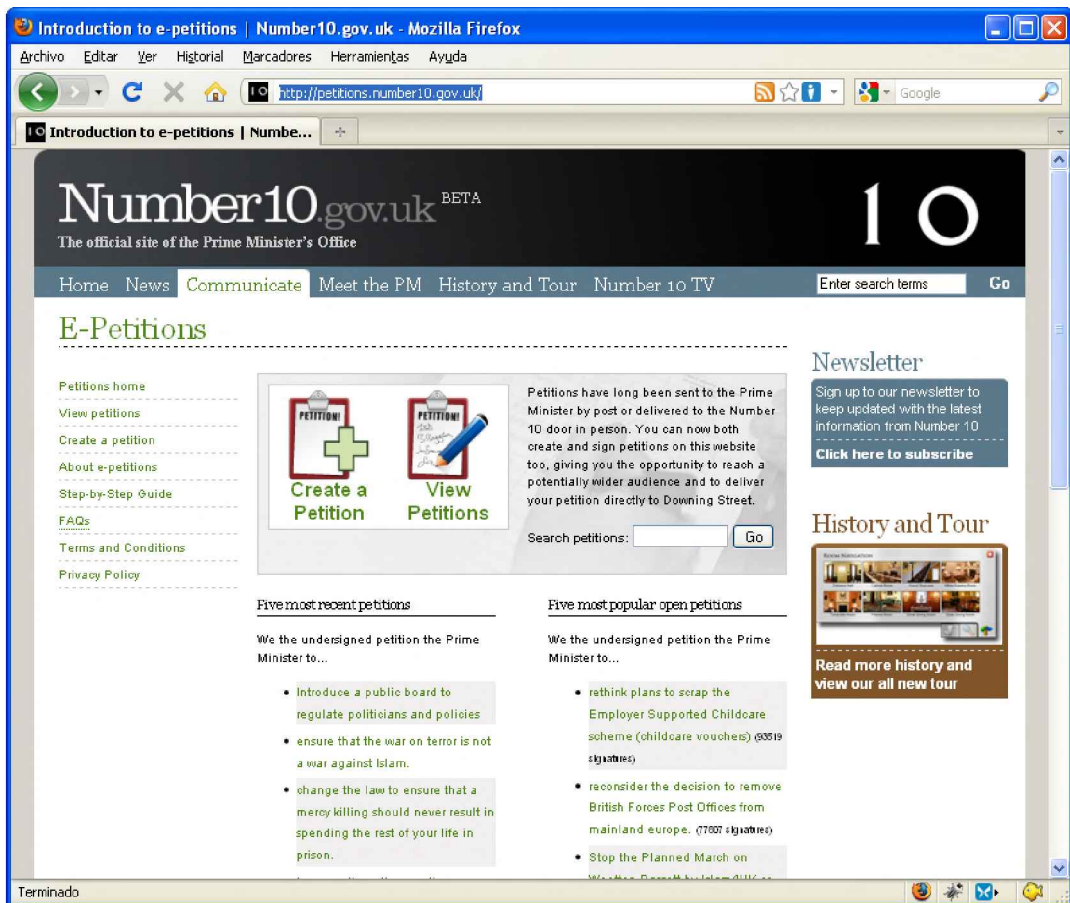 Introduction to e-petitions | Number10.gov.uk - Mozilla Firefox
Archivo Editar Ver Historial Marcadores Herramientas Ayuda
http://petitions.number10.gov.uk/
Google
Introduction to e-petitions | Numbe...
Number10.gov.uk BETA
10
The official site of the Prime Minister's Office
Home News Communicate Meet the PM History and Tour Number 10 TV
Enter search terms Go
E-Petitions
Petitions home
View petitions
Create a petition
About e-petitions
Step-by-Step Guide
FAQs
Terms and Conditions
Privacy Policy
PETITION!
PETITION!
Create a
Petition
View
Petitions
Petitions have long been sent to the Prime
Minister by post or delivered to the Number
10 door in person. You can now both
create and sign petitions on this website
too, giving you the opportunity to reach a
potentially wider audience and to deliver
your petition directly to Downing Street.
Search petitions: Go
Five most recent petitions
We the undersigned petition the Prime
Minister to...
• Introduce a public board to
regulate politicians and policies
• ensure that the war on terror is not
a war against Islam.
• change the law to ensure that a
mercy killing should never result in
spending the rest of your life in
prison.
Five most popular open petitions
We the undersigned petition the Prime
Minister to...
• rethink plans to scrap the
Employer Supported Childcare
scheme (childcare vouchers) (93519
signatures)
• reconsider the decision to remove
British Forces Post Offices from
mainland europe. (77807 signatures)
• Stop the Planned March on
Newsletter
Sign up to our newsletter to
keep updated with the latest
information from Number 10
Click here to subscribe
History and Tour
Read more history and
view our all new tour
Terminado